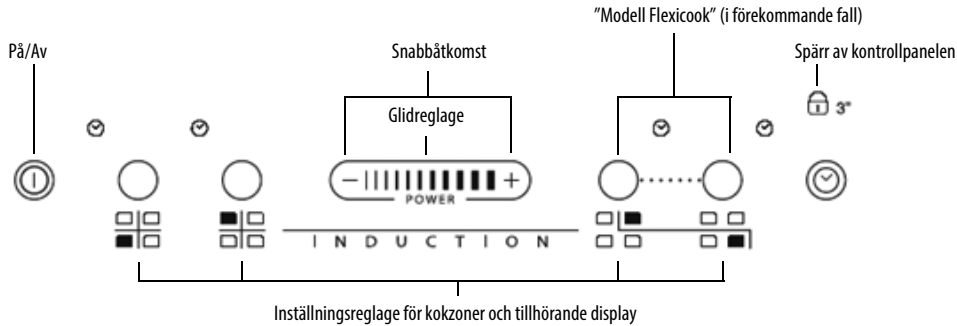 ”Modell Flexicook” (i förekommande fall)
På/Av
Snabbåtkomst
Spärr av kontrollpanelen
Glidreglage
3"
− +
POWER
INDUCTION
Inställningsreglage för kokzoner och tillhörande display